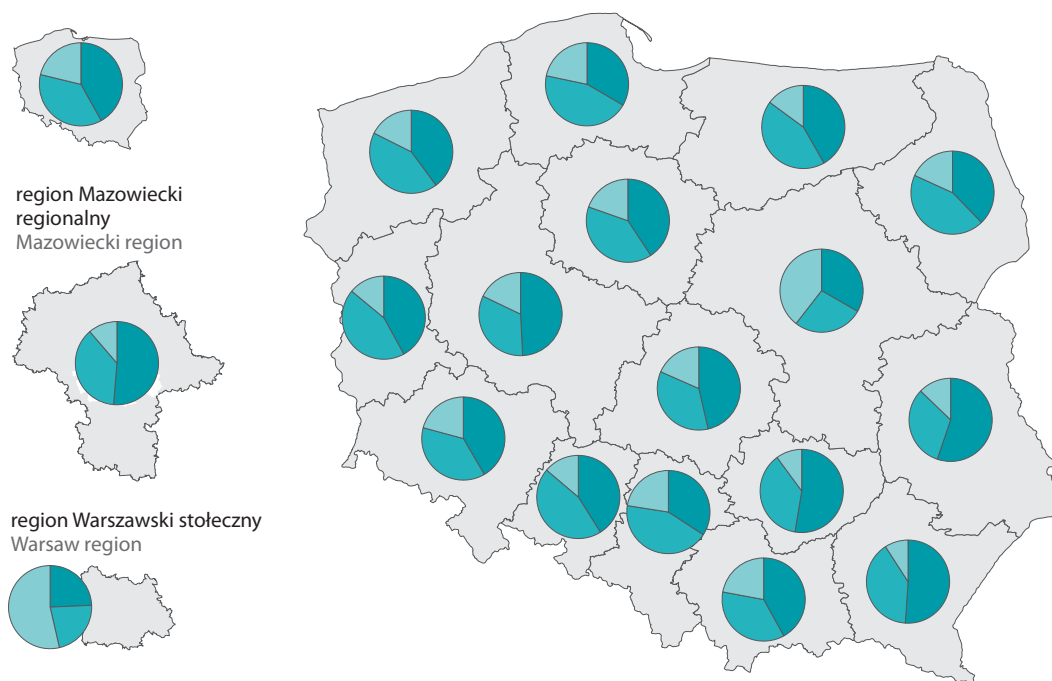 region Mazowiecki
regionalny
Mazowiecki region
region Warszawski stołeczny
Warsaw region